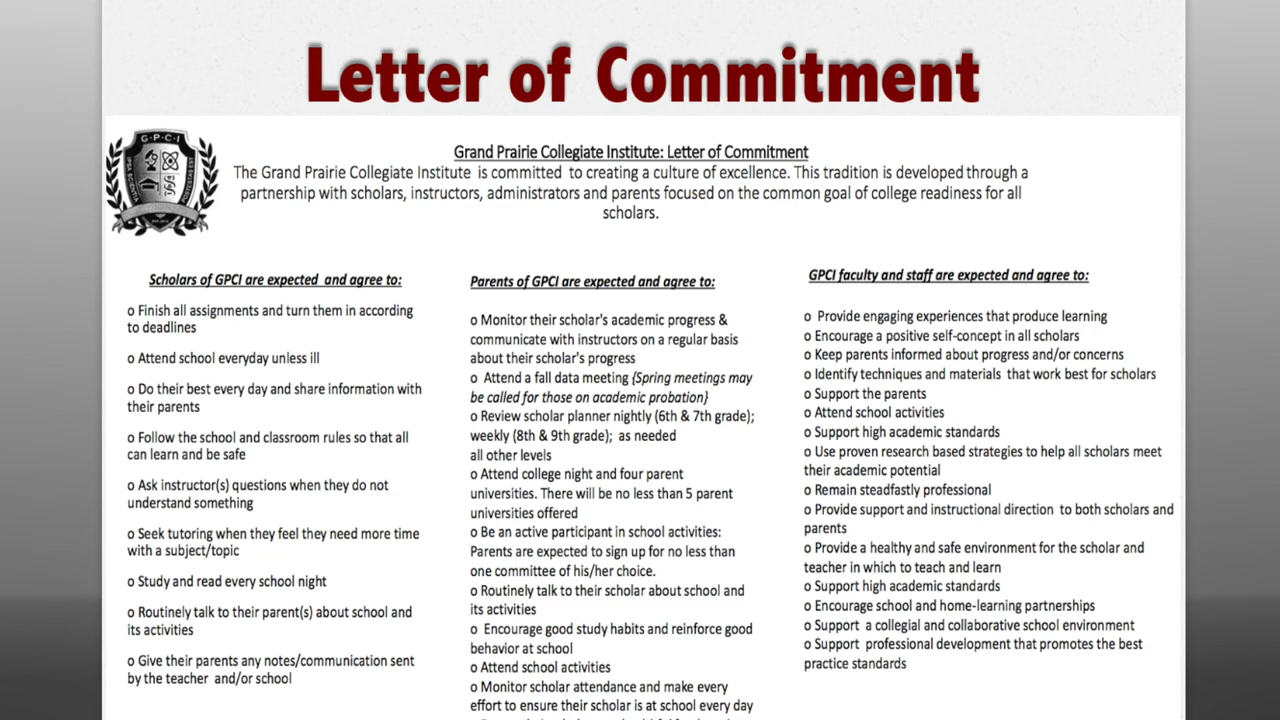 Letter of Commitment
G·P·C·I
Grand Prairie Collegiate Institute: Letter of Commitment
The Grand Prairie Collegiate Institute is committed to creating a culture of excellence. This tradition is developed through a
partnership with scholars, instructors, administrators and parents focused on the common goal of college readiness for all
scholars.
Scholars of GPCI are expected and agree to:
o Finish all assignments and turn them in according
to deadlines
o Attend school everyday unless ill
o Do their best every day and share information with
their parents
o Follow the school and classroom rules so that all
can learn and be safe
o Ask instructor(s) questions when they do not
understand something
o Seek tutoring when they feel they need more time
with a subject/topic
o Study and read every school night
o Routinely talk to their parent(s) about school and
its activities
o Give their parents any notes/communication sent
by the teacher and/or school
Parents of GPCI are expected and agree to:
o Monitor their scholar's academic progress &
communicate with instructors on a regular basis
about their scholar's progress
o Attend a fall data meeting {Spring meetings may
be called for those on academic probation}
o Review scholar planner nightly (6th & 7th grade);
weekly (8th & 9th grade); as needed
all other levels
o Attend college night and four parent
universities. There will be no less than 5 parent
universities offered
o Be an active participant in school activities:
Parents are expected to sign up for no less than
one committee of his/her choice.
o Routinely talk to their scholar about school and
its activities
o Encourage good study habits and reinforce good
behavior at school
o Attend school activities
o Monitor scholar attendance and make every
effort to ensure their scholar is at school every day
GPCI faculty and staff are expected and agree to:
o Provide engaging experiences that produce learning
o Encourage a positive self-concept in all scholars
o Keep parents informed about progress and/or concerns
o Identify techniques and materials that work best for scholars
o Support the parents
o Attend school activities
o Support high academic standards
o Use proven research based strategies to help all scholars meet
their academic potential
o Remain steadfastly professional
o Provide support and instructional direction to both scholars and
parents
o Provide a healthy and safe environment for the scholar and
teacher in which to teach and learn
o Support high academic standards
o Encourage school and home-learning partnerships
o Support a collegial and collaborative school environment
o Support professional development that promotes the best
practice standards